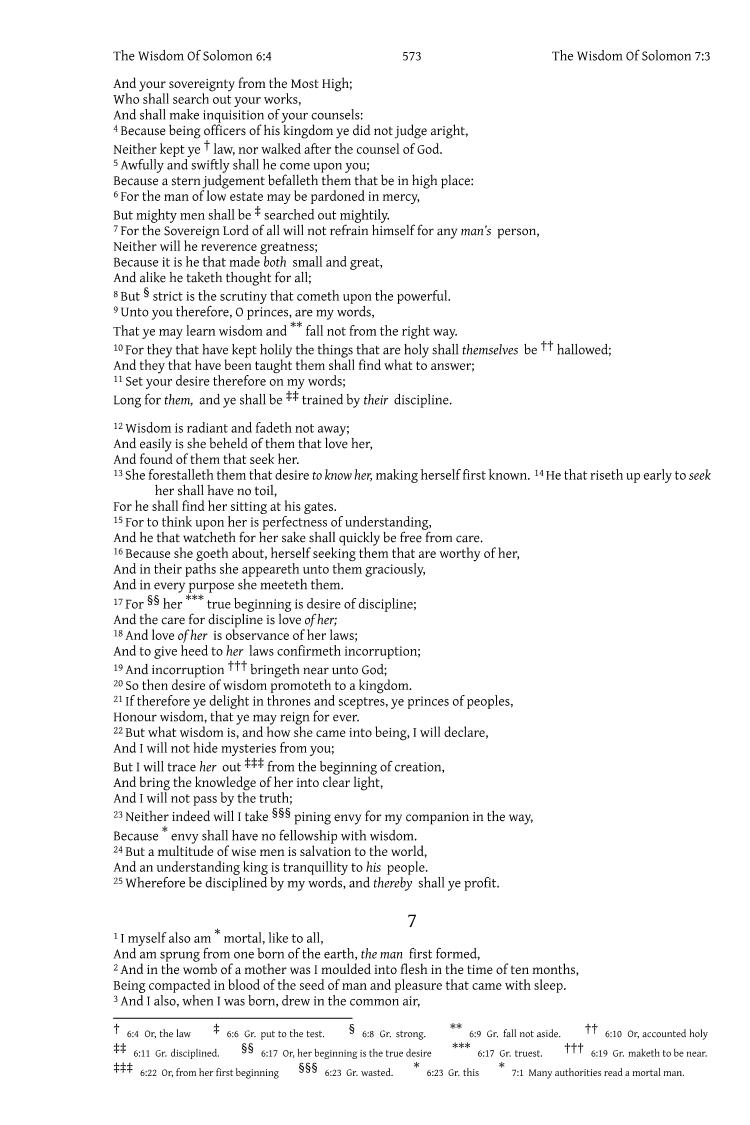 The Wisdom Of Solomon 6:4 573 The Wisdom Of Solomon 7:3
And your sovereignty from the Most High;
Who shall search out your works,
And shall make inquisition of your counsels:
4 Because being officers of his kingdom ye did not judge aright,
Neither kept ye † law, nor walked after the counsel of God.
5 Awfully and swiftly shall he come upon you;
Because a stern judgement befalleth them that be in high place:
6 For the man of low estate may be pardoned in mercy,
But mighty men shall be ‡ searched out mightily.
7 For the Sovereign Lord of all will not refrain himself for any man's person,
Neither will he reverence greatness;
Because it is he that made both small and great,
And alike he taketh thought for all;
8 But § strict is the scrutiny that cometh upon the powerful.
9 Unto you therefore, O princes, are my words,
That ye may learn wisdom and ** fall not from the right way.
10 For they that have kept holily the things that are holy shall themselves be †† hallowed;
And they that have been taught them shall find what to answer;
11 Set your desire therefore on my words;
Long for them, and ye shall be ‡‡ trained by their discipline.
12 Wisdom is radiant and fadeth not away;
And easily is she beheld of them that love her,
And found of them that seek her.
13 She forestalleth them that desire to know her, making herself first known. 14 He that riseth up early to seek
her shall have no toil,
For he shall find her sitting at his gates.
15 For to think upon her is perfectness of understanding,
And he that watcheth for her sake shall quickly be free from care.
16 Because she goeth about, herself seeking them that are worthy of her,
And in their paths she appeareth unto them graciously,
And in every purpose she meeteth them.
17 For §§ her *** true beginning is desire of discipline;
And the care for discipline is love of her;
18 And love of her is observance of her laws;
And to give heed to her laws confirmeth incorruption;
19 And incorruption ††† bringeth near unto God;
20 So then desire of wisdom promoteth to a kingdom.
21 If therefore ye delight in thrones and sceptres, ye princes of peoples,
Honour wisdom, that ye may reign for ever.
22 But what wisdom is, and how she came into being, I will declare,
And I will not hide mysteries from you;
But I will trace her out ‡‡‡ from the beginning of creation,
And bring the knowledge of her into clear light,
And I will not pass by the truth;
23 Neither indeed will I take §§§ pining envy for my companion in the way,
Because * envy shall have no fellowship with wisdom.
24 But a multitude of wise men is salvation to the world,
And an understanding king is tranquillity to his people.
25 Wherefore be disciplined by my words, and thereby shall ye profit.
7
1 I myself also am * mortal, like to all,
And am sprung from one born of the earth, the man first formed,
2 And in the womb of a mother was I moulded into flesh in the time of ten months,
Being compacted in blood of the seed of man and pleasure that came with sleep.
3 And I also, when I was born, drew in the common air,
† 6:4 Or, the law ‡ 6:6 Gr. put to the test. § 6:8 Gr. strong. ** 6:9 Gr. fall not aside. †† 6:10 Or, accounted holy
‡‡ 6:11 Gr. disciplined. §§ 6:17 Or, her beginning is the true desire *** 6:17 Gr. truest. ††† 6:19 Gr. maketh to be near.
‡‡‡ 6:22 Or, from her first beginning §§§ 6:23 Gr. wasted. * 6:23 Gr. this * 7:1 Many authorities read a mortal man.